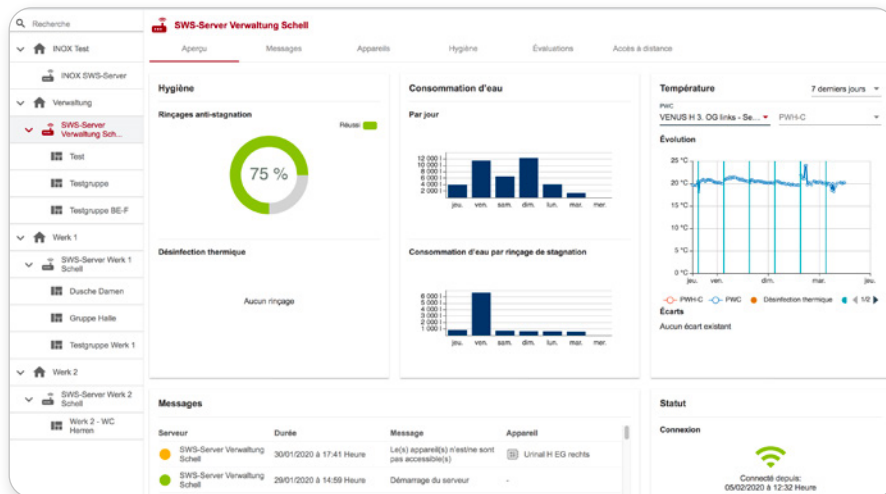 Recherche
INOX Test
INOX SWS-Server
Verwaltung
SWS-Server
Verwaltung Sch...
Test
Testgruppe
Testgruppe BE-F
Werk 1
SWS-Server Werk 1
Schell
Dusche Damen
Gruppe Halle
Testgruppe Werk 1
Werk 2
SWS-Server Werk 2
Schell
Werk 2 - WC
Herren
SWS-Server Verwaltung Schell
Aperçu Messages Appareils Hygiène Évaluations Accès à distance
Hygiène
Rinçages anti-stagnation
Réussi
75 %
Désinfection thermique
Aucun rinçage
Consommation d'eau
Par jour
12 000 l
10 000 l
8 000 l
6 000 l
4 000 l
2 000 l
jeu. ven. sam. dim. lun. mar. mer.
Consommation d'eau par rinçage de stagnation
6 000 l
5 000 l
4 000 l
3 000 l
2 000 l
1 000 l
jeu. ven. sam. dim. lun. mar. mer.
Température
7 derniers jours
PWC
VENUS H 3. OG links - Se... PWH-C
Évolution
25 °C
20 °C
15 °C
10 °C
5 °C
0 °C
jeu. ven. dim. mar. jeu.
PWH-C PWC Désinfection thermique 1/2
Écarts
Aucun écart existant
Messages
Serveur Durée Message Appareil
SWS-Server Verwaltung
Schell
30/01/2020 à 17:41 Heure
Le(s) appareil(s) n'est/ne sont
pas accessible(s)
Urinal H EG rechts
SWS-Server Verwaltung
Schell
29/01/2020 à 14:59 Heure
Démarrage du serveur
-
Statut
Connexion
Connecté depuis:
05/02/2020 à 12:32 Heure